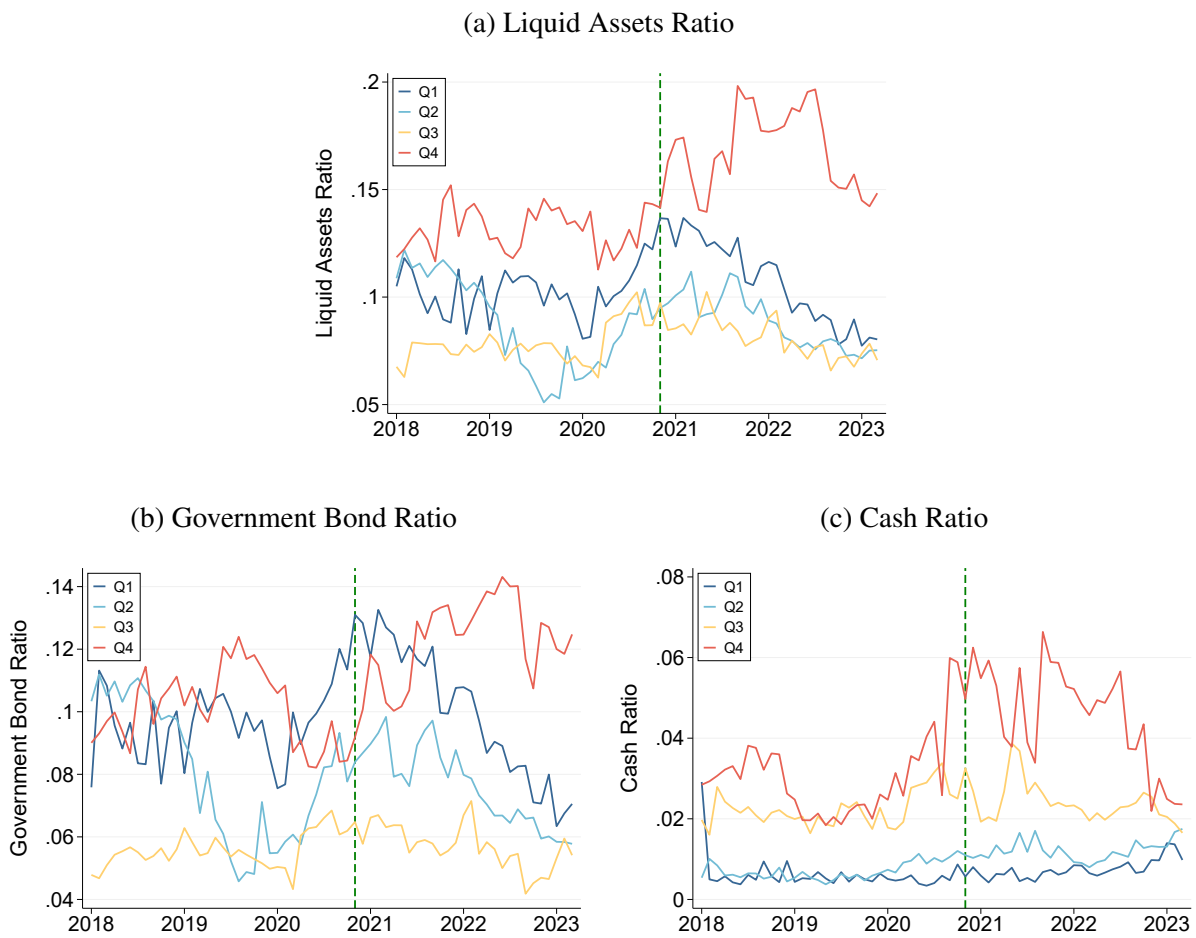 (a) Liquid Assets Ratio
Liquid Assets Ratio
.2
.15
.1
.05
Q1
Q2
Q3
Q4
2018 2019 2020 2021 2022 2023
(b) Government Bond Ratio
Government Bond Ratio
.14
.12
.1
.08
.06
.04
Q1
Q2
Q3
Q4
2018 2019 2020 2021 2022 2023
(c) Cash Ratio
Cash Ratio
.08
.06
.04
.02
0
Q1
Q2
Q3
Q4
2018 2019 2020 2021 2022 2023